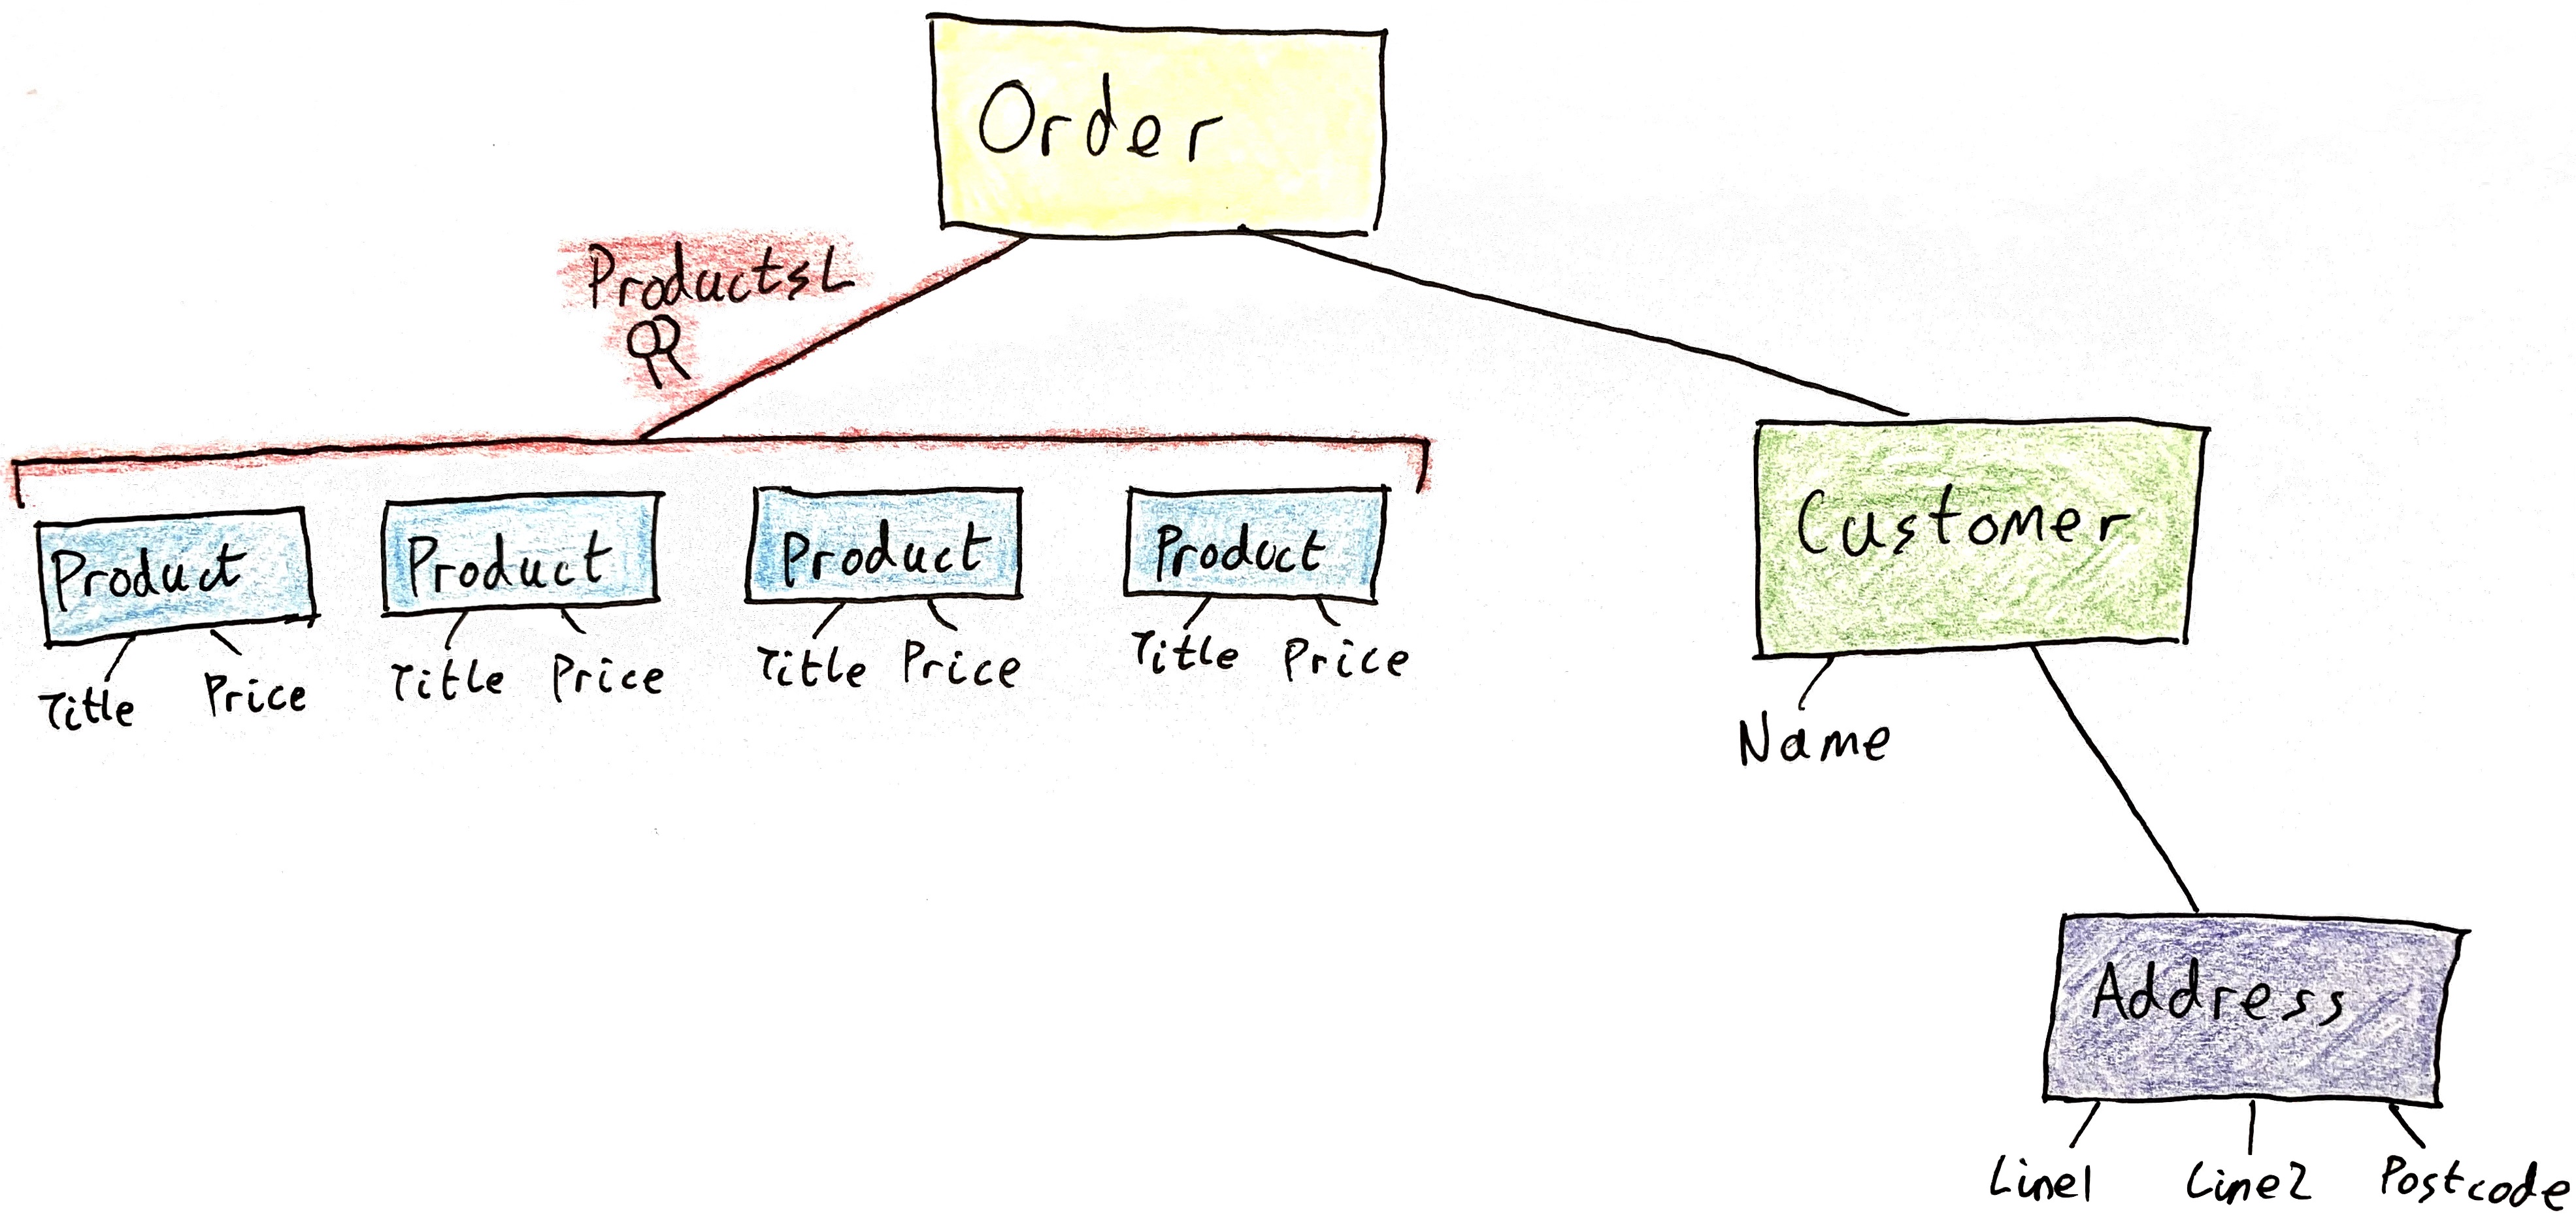 Order
ProductsL
Product Product Product Product
Title Price Title Price Title Price Title Price
Customer
Name
Address
Line1 Line2 Postcode